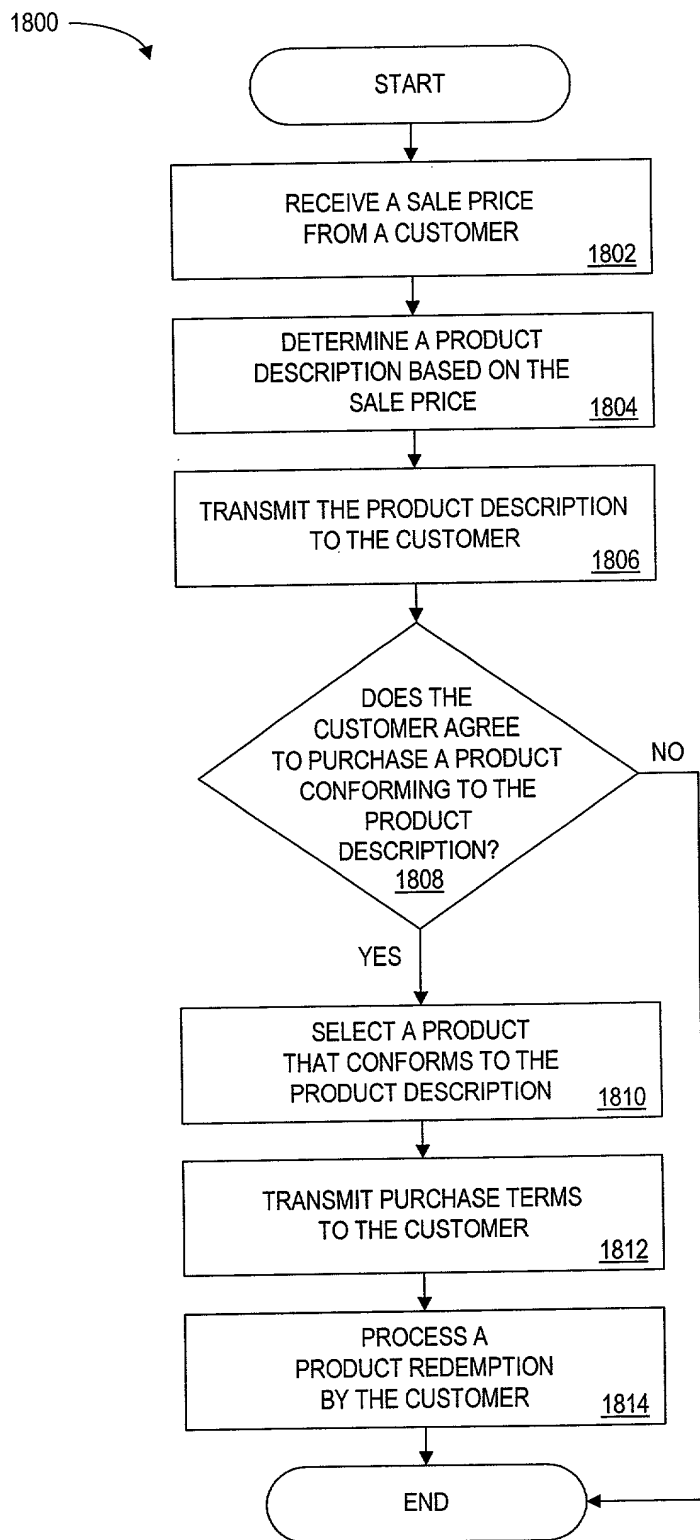 1800
START
RECEIVE A SALE PRICE
FROM A CUSTOMER
1802
DETERMINE A PRODUCT
DESCRIPTION BASED ON THE
SALE PRICE
1804
TRANSMIT THE PRODUCT DESCRIPTION
TO THE CUSTOMER
1806
DOES THE
CUSTOMER AGREE
TO PURCHASE A PRODUCT
CONFORMING TO THE
PRODUCT
DESCRIPTION?
1808
NO
YES
SELECT A PRODUCT
THAT CONFORMS TO THE
PRODUCT DESCRIPTION
1810
TRANSMIT PURCHASE TERMS
TO THE CUSTOMER
1812
PROCESS A
PRODUCT REDEMPTION
BY THE CUSTOMER
1814
END